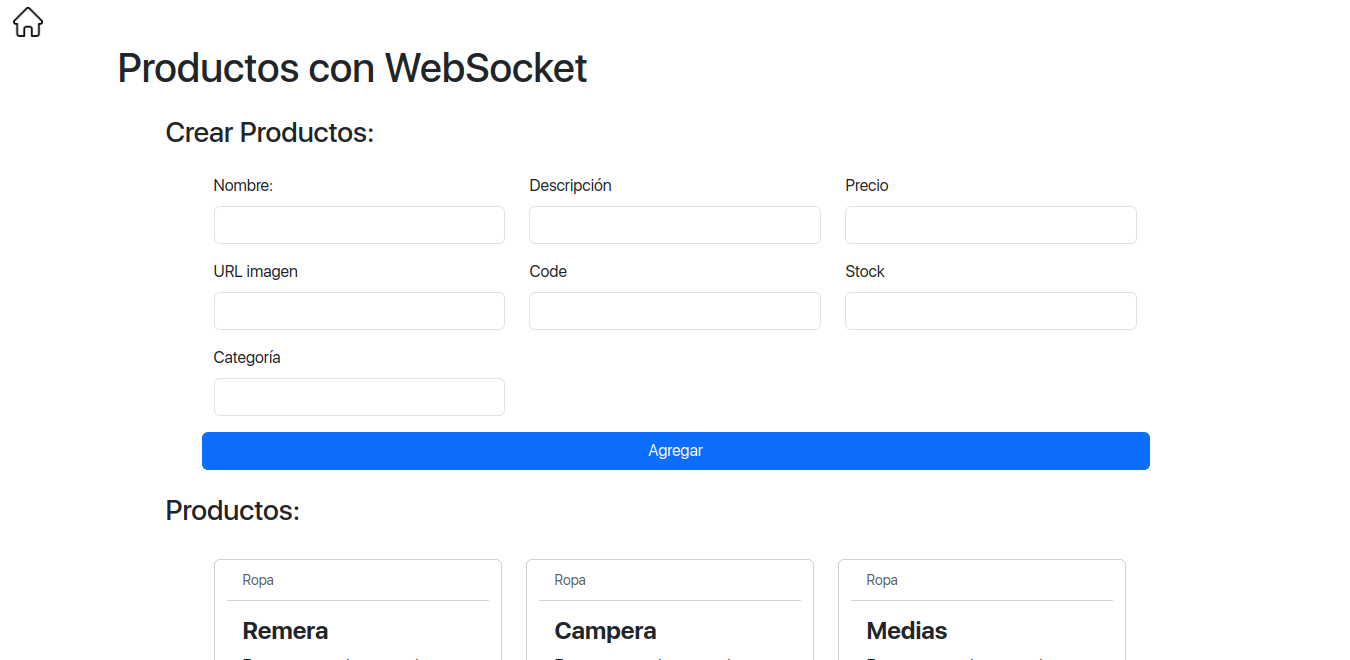 Productos con WebSocket
Crear Productos:
Nombre: Descripción Precio
URL imagen Code Stock
Categoría
Agregar
Productos:
Ropa Ropa Ropa
Remera Campera Medias